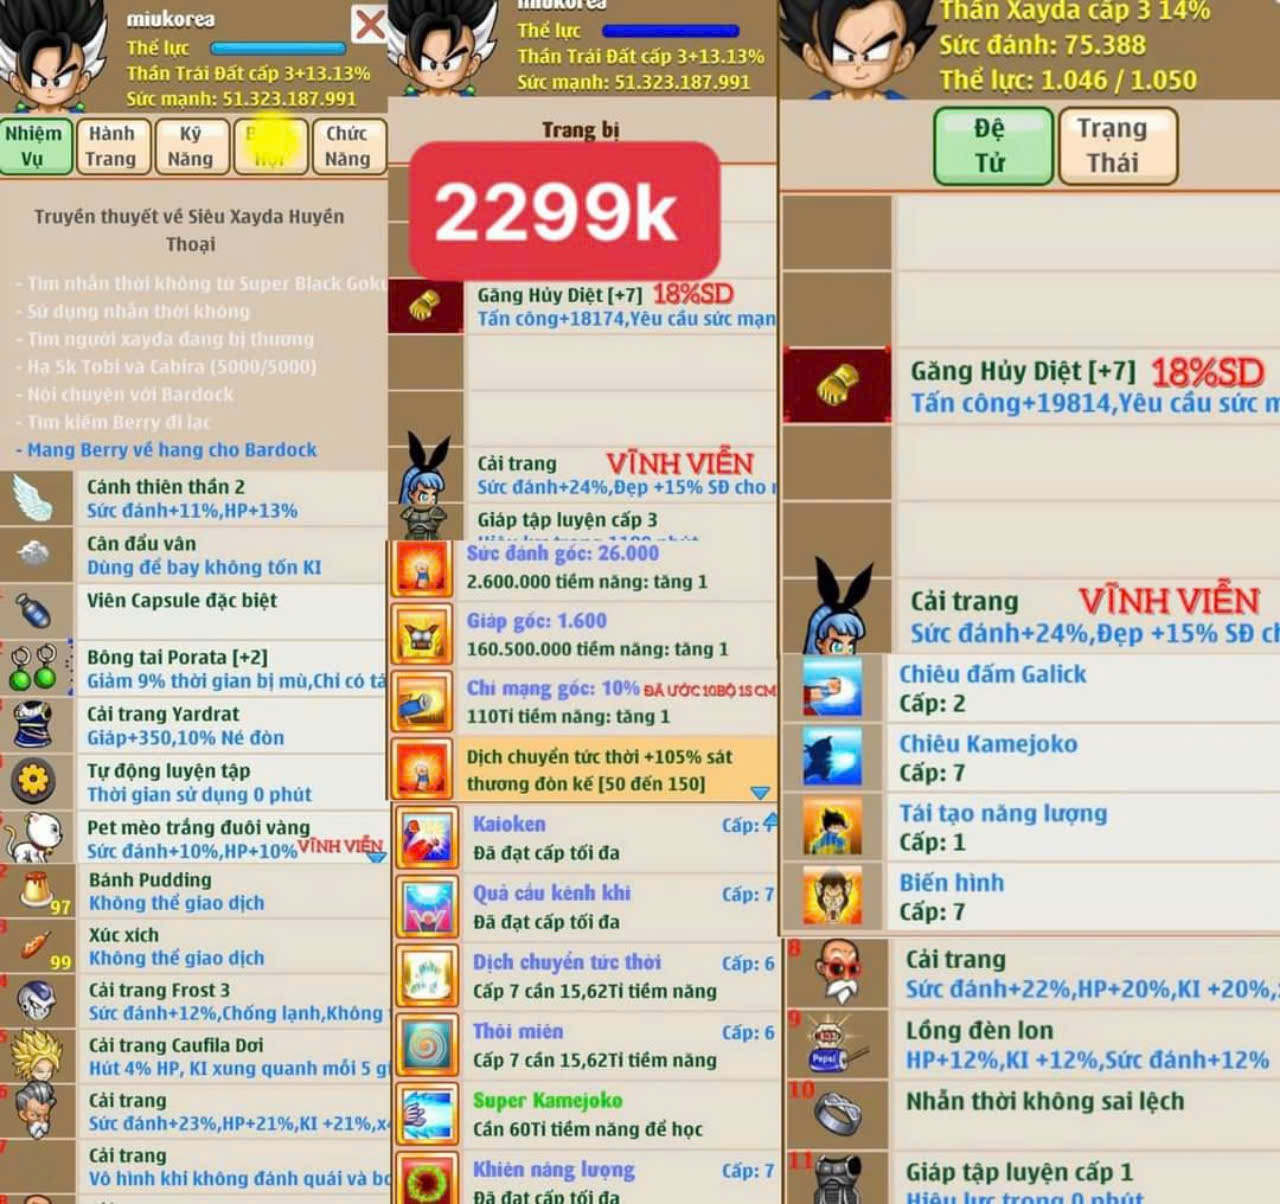 miukorea
Thể lực
Thần Trái Đất cấp 3+13.13%
Sức mạnh: 51.323.187.991
Nhiệm
Vụ
Hành
Trang
Kỹ
Năng
Chức
Năng
Truyền thuyết về Siêu Xayda Huyền
Thoại
- Tìm nhẫn thời không từ Super Black Goku
- Sử dụng nhẫn thời không
- Tìm người xayda đang bị thương
- Hạ 5k Tobi và Cabira (5000/5000)
- Nói chuyện với Bardock
- Tìm kiếm Berry đi lạc
- Mang Berry về hang cho Bardock
Cánh thiên thần 2
Sức đánh+11%,HP+13%
Cân đẩu vân
Dùng để bay không tốn KI
Viên Capsule đặc biệt
Bông tai Porata [+2]
Giảm 9% thời gian bị mù,Chỉ có tá
Cải trang Yardrat
Giáp+350,10% Né đòn
Tự động luyện tập
Thời gian sử dụng 0 phút
Pet mèo trắng đuôi vàng
Sức đánh+10%,HP+10% VĨNH VIỄN
Bánh Pudding
97
Không thể giao dịch
Xúc xích
99
Không thể giao dịch
Cải trang Frost 3
Sức đánh+12%,Chống lạnh,Không
Cải trang Caufila Dơi
Hút 4% HP, KI xung quanh mỗi 5 gi
Cải trang
Sức đánh+23%,HP+21%,KI +21%,x
Cải trang
Vô hình khi không đánh quái và bo
miukorea
Thể lực
Thần Trái Đất cấp 3+13.13%
Sức mạnh: 51.323.187.991
Trang bị
2299k
Găng Hủy Diệt [+7] 18%SD
Tấn công+18174,Yêu cầu sức mạn
Cải trang VĨNH VIỄN
Sức đánh+24%,Đẹp +15% SĐ cho
Giáp tập luyện cấp 3
Sức đánh gốc: 26.000
2.600.000 tiềm năng: tăng 1
Giáp gốc: 1.600
160.500.000 tiềm năng: tăng 1
Chí mạng gốc: 10% ĐÃ ƯỚC 10BỘ 1S CM
110Tỉ tiềm năng: tăng 1
Dịch chuyển tức thời +105% sát
thương đòn kế [50 đến 150]
Kaioken Cấp:
Đã đạt cấp tối đa
Quả cầu kênh khi Cấp: 7
Đã đạt cấp tối đa
Dịch chuyển tức thời Cấp: 6
Cấp 7 cần 15,62Tỉ tiềm năng
Thôi miên Cấp: 6
Cấp 7 cần 15,62Tỉ tiềm năng
Super Kamejoko
Cần 60Tỉ tiềm năng để học
Khiên năng lượng Cấp: 7
Đã đạt cấp tối đa
Thần Xayda cấp 3 14%
Sức đánh: 75.388
Thể lực: 1.046 / 1.050
Đệ
Tử
Trạng
Thái
Găng Hủy Diệt [+7] 18%SD
Tấn công+19814,Yêu cầu sức m
Cải trang VĨNH VIỄN
Sức đánh+24%,Đẹp +15% SĐ ch
Chiêu đấm Galick
Cấp: 2
Chiêu Kamejoko
Cấp: 7
Tái tạo năng lượng
Cấp: 1
Biến hình
Cấp: 7
8
Cải trang
Sức đánh+22%,HP+20%,KI +20%,
9
Lồng đèn lon
HP+12%,KI +12%,Sức đánh+12%
10
Nhẫn thời không sai lệch
11
Giáp tập luyện cấp 1
Hiệu lực trong 0 phút